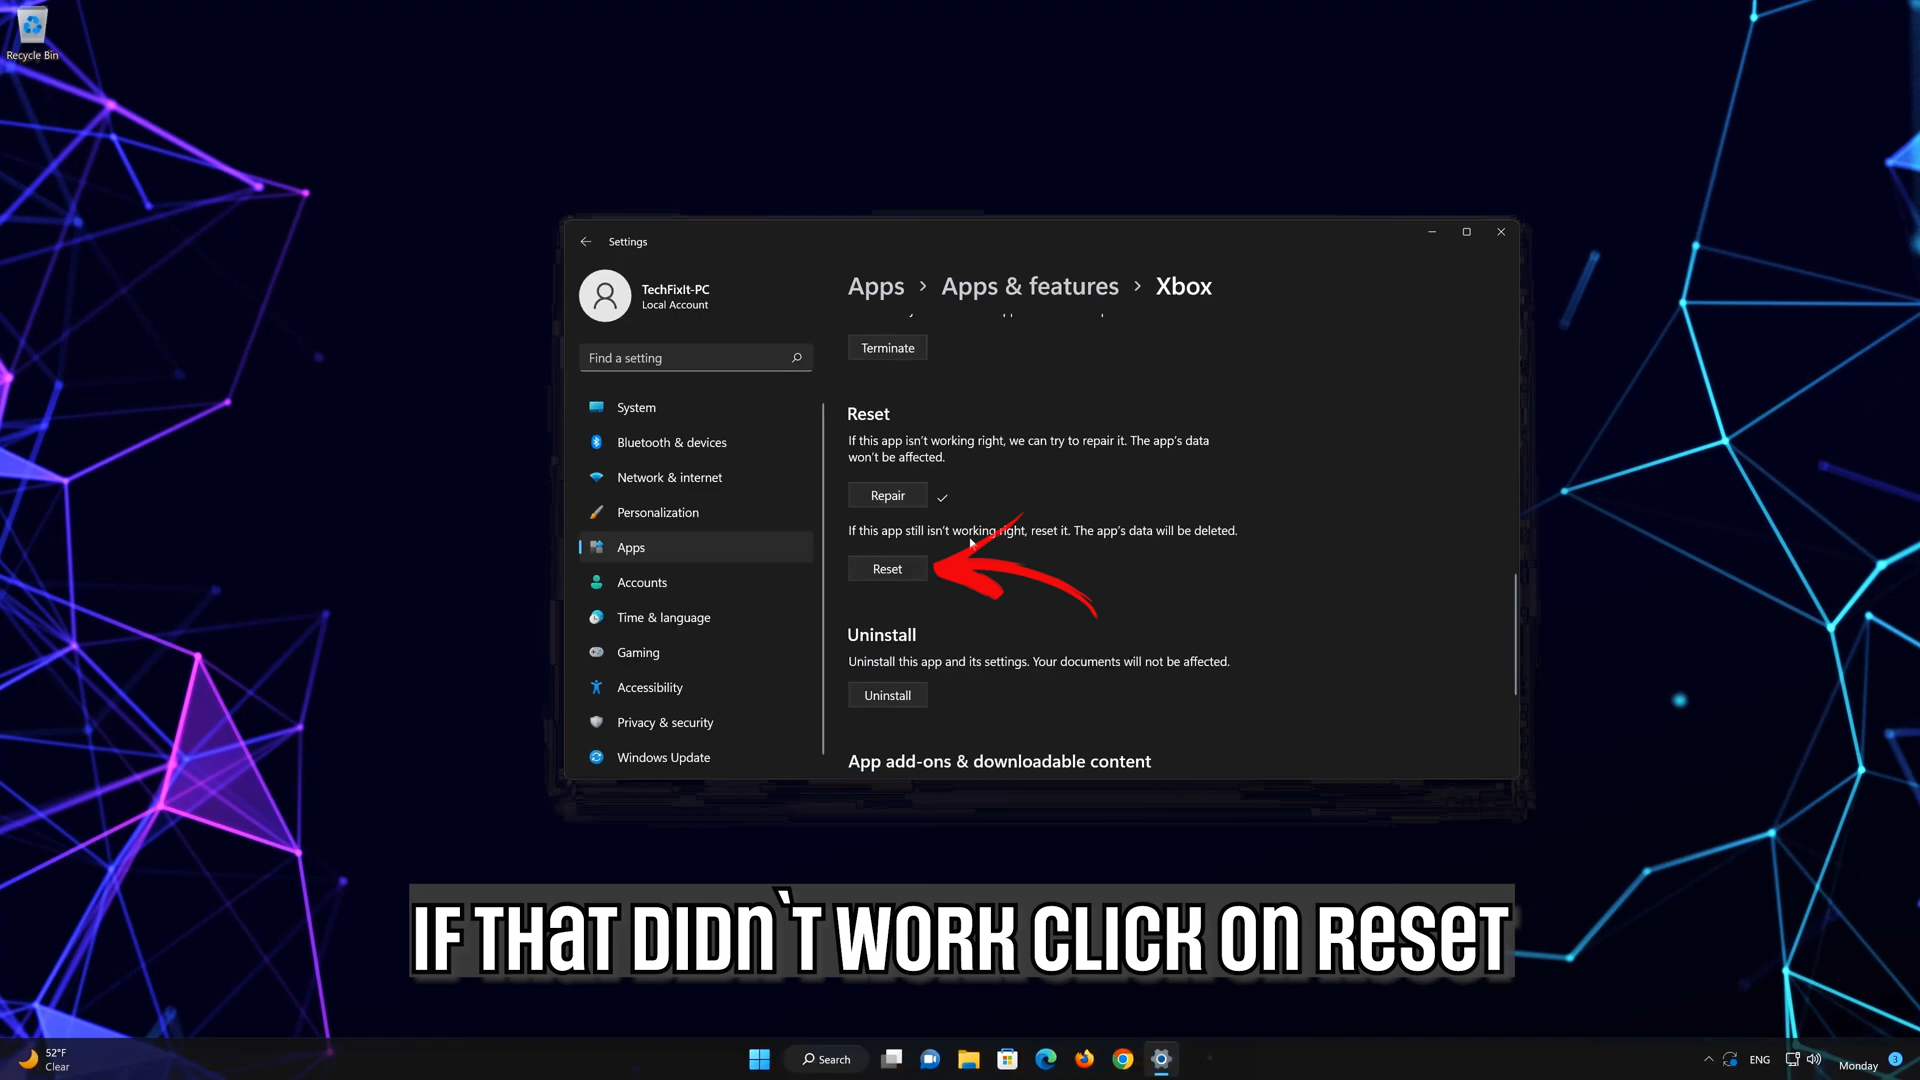 Recycle Bin
Settings
TechFixIt-PC
Local Account
Find a setting
System
Bluetooth & devices
Network & internet
Personalization
Apps
Accounts
Time & language
Gaming
Accessibility
Privacy & security
Windows Update
Apps > Apps & features > Xbox
Terminate
Reset
If this app isn't working right, we can try to repair it. The app's data
won't be affected.
Repair
If this app still isn't working right, reset it. The app's data will be deleted.
Reset
Uninstall
Uninstall this app and its settings. Your documents will not be affected.
Uninstall
App add-ons & downloadable content
IF THAT DIDN`T WORK CLICK ON RESET
52°F
Clear
Search
ENG
Monday
3